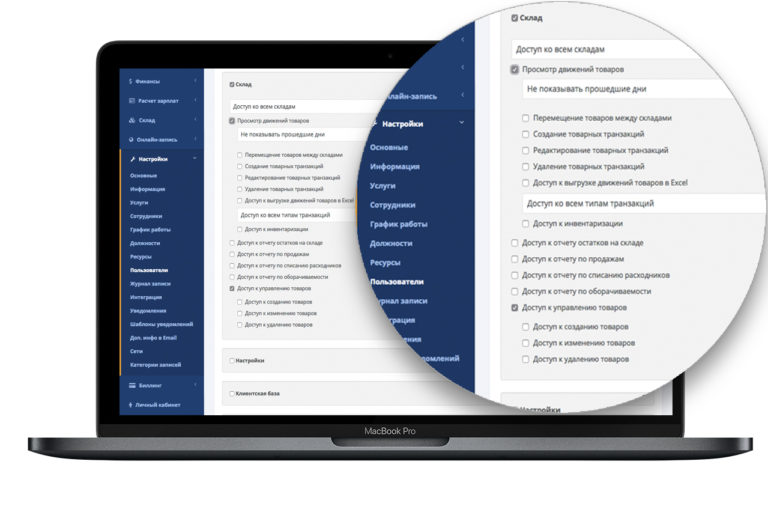 Финансы
Расчет зарплат
Склад
Онлайн-запись
Настройки
Основные
Информация
Услуги
Сотрудники
График работы
Должности
Ресурсы
Пользователи
Журнал записи
Интеграция
Уведомления
Шаблоны уведомлений
Доп. инфо в Email
Сети
Категории записей
Биллинг
Личный кабинет
Склад
Доступ ко всем складам
Просмотр движений товаров
Не показывать прошедшие дни
Перемещение товаров между складами
Создание товарных транзакций
Редактирование товарных транзакций
Удаление товарных транзакций
Доступ к выгрузке движений товаров в Excel
Доступ ко всем типам транзакций
Доступ к инвентаризации
Доступ к отчету остатков на складе
Доступ к отчету по продажам
Доступ к отчету по списанию расходников
Доступ к отчету по оборачиваемости
Доступ к управлению товаров
Доступ к созданию товаров
Доступ к изменению товаров
Доступ к удалению товаров
Настройки
Клиентская база
MacBook Pro
нлайн-запись
Настройки
Основные
Информация
Услуги
Сотрудники
График работы
Должности
Ресурсы
Пользователи
рнал записи
грация
ния
омлений
Склад
Доступ ко всем складам
Просмотр движений товаров
Не показывать прошедшие дни
Перемещение товаров между складами
Создание товарных транзакций
Редактирование товарных транзакций
Удаление товарных транзакций
Доступ к выгрузке движений товаров в Excel
Доступ ко всем типам транзакций
Доступ к инвентаризации
Доступ к отчету остатков на складе
Доступ к отчету по продажам
Доступ к отчету по списанию расходников
Доступ к отчету по оборачиваемости
Доступ к управлению товаров
Доступ к созданию товаров
Доступ к изменению товаров
Доступ к удалению товаров
Настройки